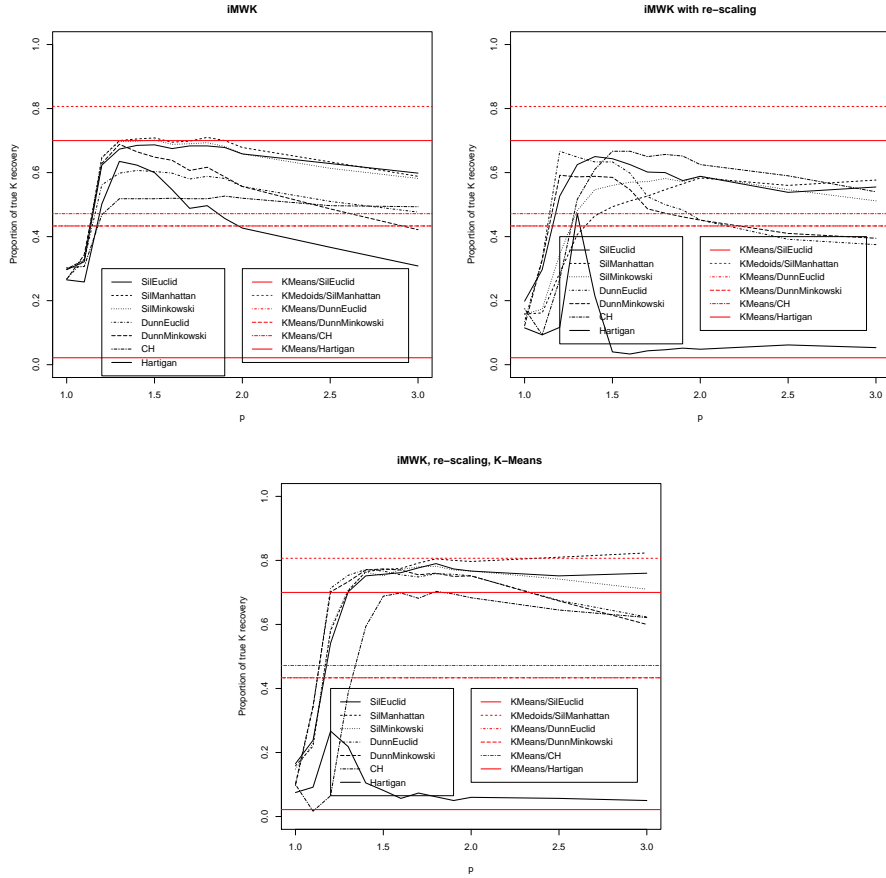 iMWK
Proportion of true K recovery
1.0
0.8
0.6
0.4
0.2
0.0
SilEuclid
SilManhattan
SilMinkowski
DunnEuclid
DunnMinkowski
CH
Hartigan
KMeans/SilEuclid
KMedoids/SilManhattan
KMeans/DunnEuclid
KMeans/DunnMinkowski
KMeans/CH
KMeans/Hartigan
1.0 1.5 2.0 2.5 3.0
p
iMWK with re−scaling
Proportion of true K recovery
1.0
0.8
0.6
0.4
0.2
0.0
SilEuclid
SilManhattan
SilMinkowski
DunnEuclid
DunnMinkowski
CH
Hartigan
KMeans/SilEuclid
KMedoids/SilManhattan
KMeans/DunnEuclid
KMeans/DunnMinkowski
KMeans/CH
KMeans/Hartigan
1.0 1.5 2.0 2.5 3.0
p
iMWK, re−scaling, K−Means
Proportion of true K recovery
1.0
0.8
0.6
0.4
0.2
0.0
SilEuclid
SilManhattan
SilMinkowski
DunnEuclid
DunnMinkowski
CH
Hartigan
KMeans/SilEuclid
KMedoids/SilManhattan
KMeans/DunnEuclid
KMeans/DunnMinkowski
KMeans/CH
KMeans/Hartigan
1.0 1.5 2.0 2.5 3.0
p